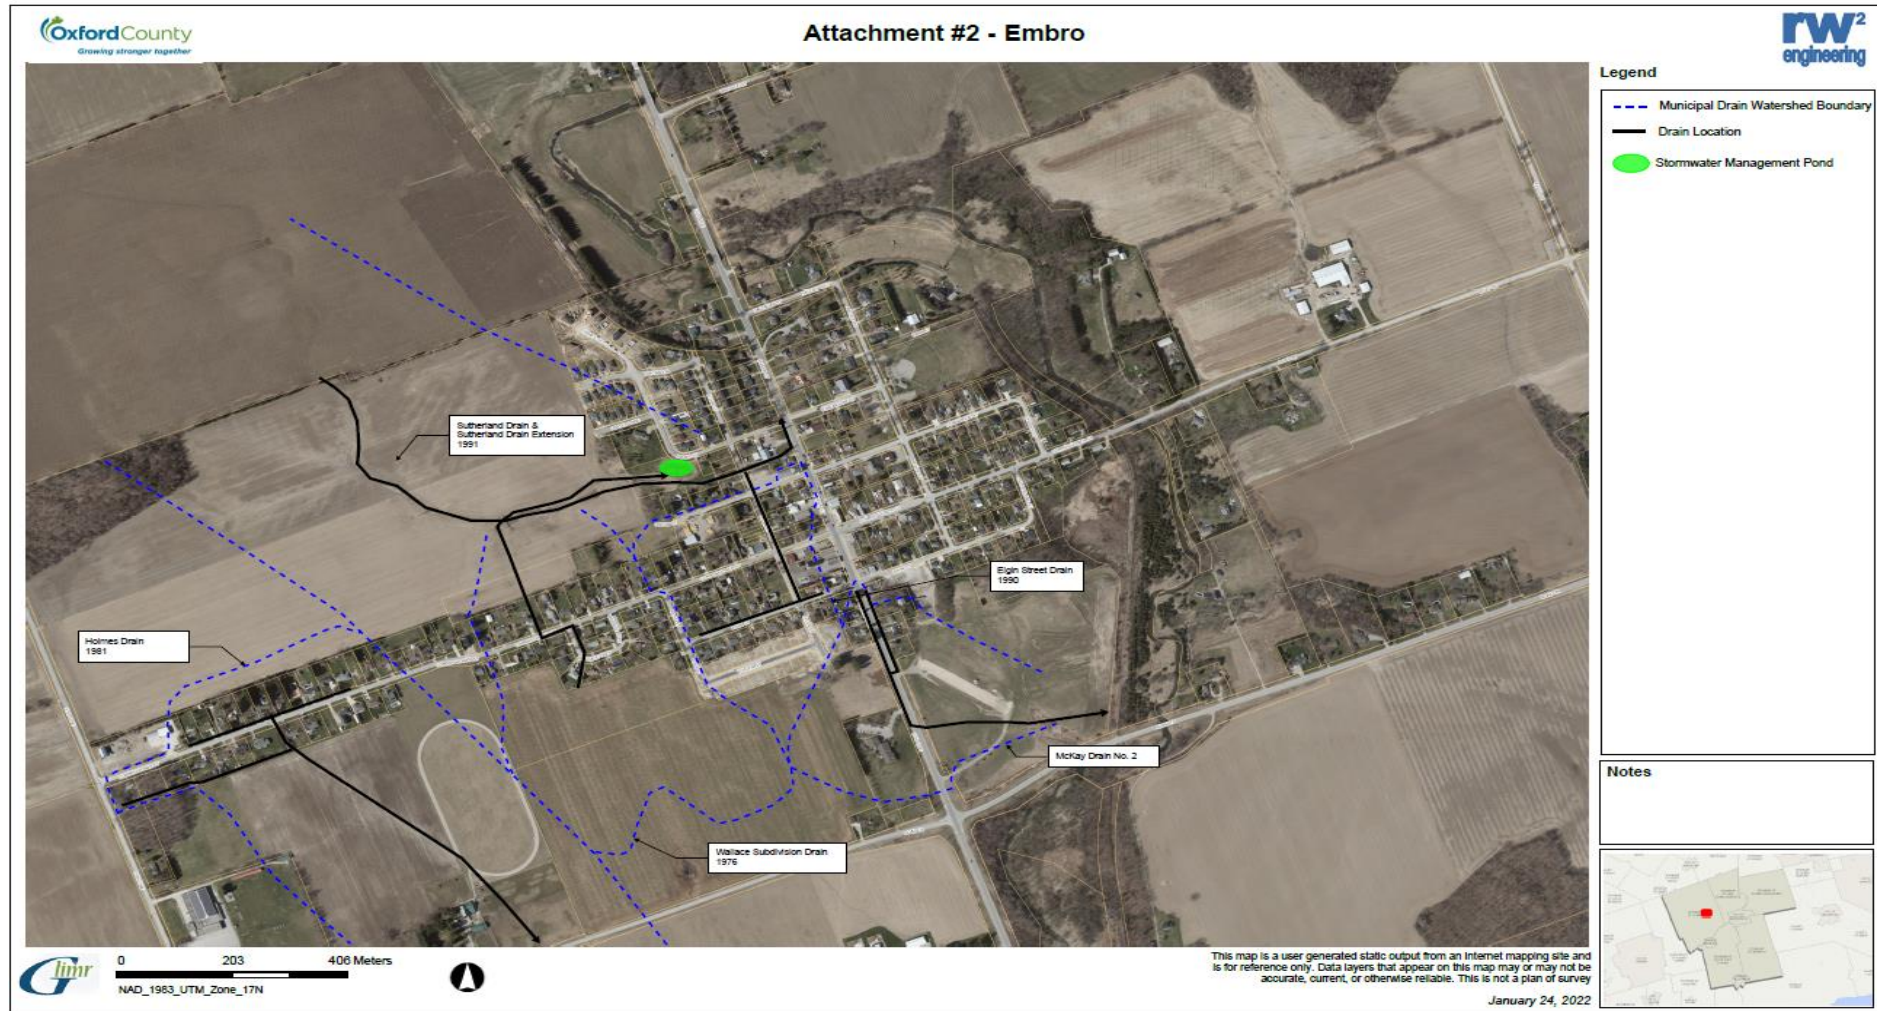 OxfordCounty
Growing stronger together
Attachment #2 - Embro
rw²
engineering
Legend
Municipal Drain Watershed Boundary
Drain Location
Stormwater Management Pond
Sutherland Drain &
Sutherland Drain Extension
1991
Elgin Street Drain
1990
Holmes Drain
1981
McKay Drain No. 2
Wallace Subdivision Drain
1976
Notes
Glimr
0 203 406 Meters
NAD_1983_UTM_Zone_17N
This map is a user generated static output from an Internet mapping site and
is for reference only. Data layers that appear on this map may or may not be
accurate, current, or otherwise reliable. This is not a plan of survey
January 24, 2022